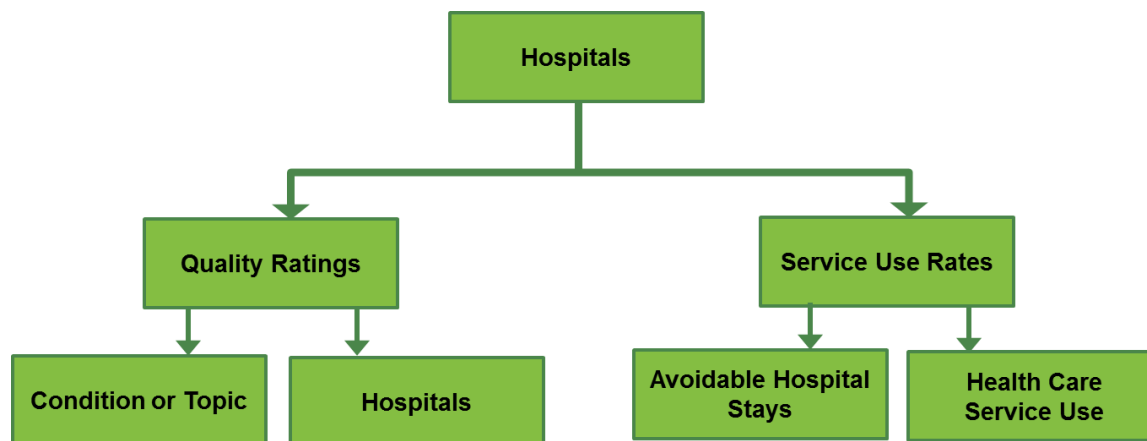 Hospitals
Quality Ratings
Service Use Rates
Condition or Topic
Hospitals
Avoidable Hospital
Stays
Health Care
Service Use